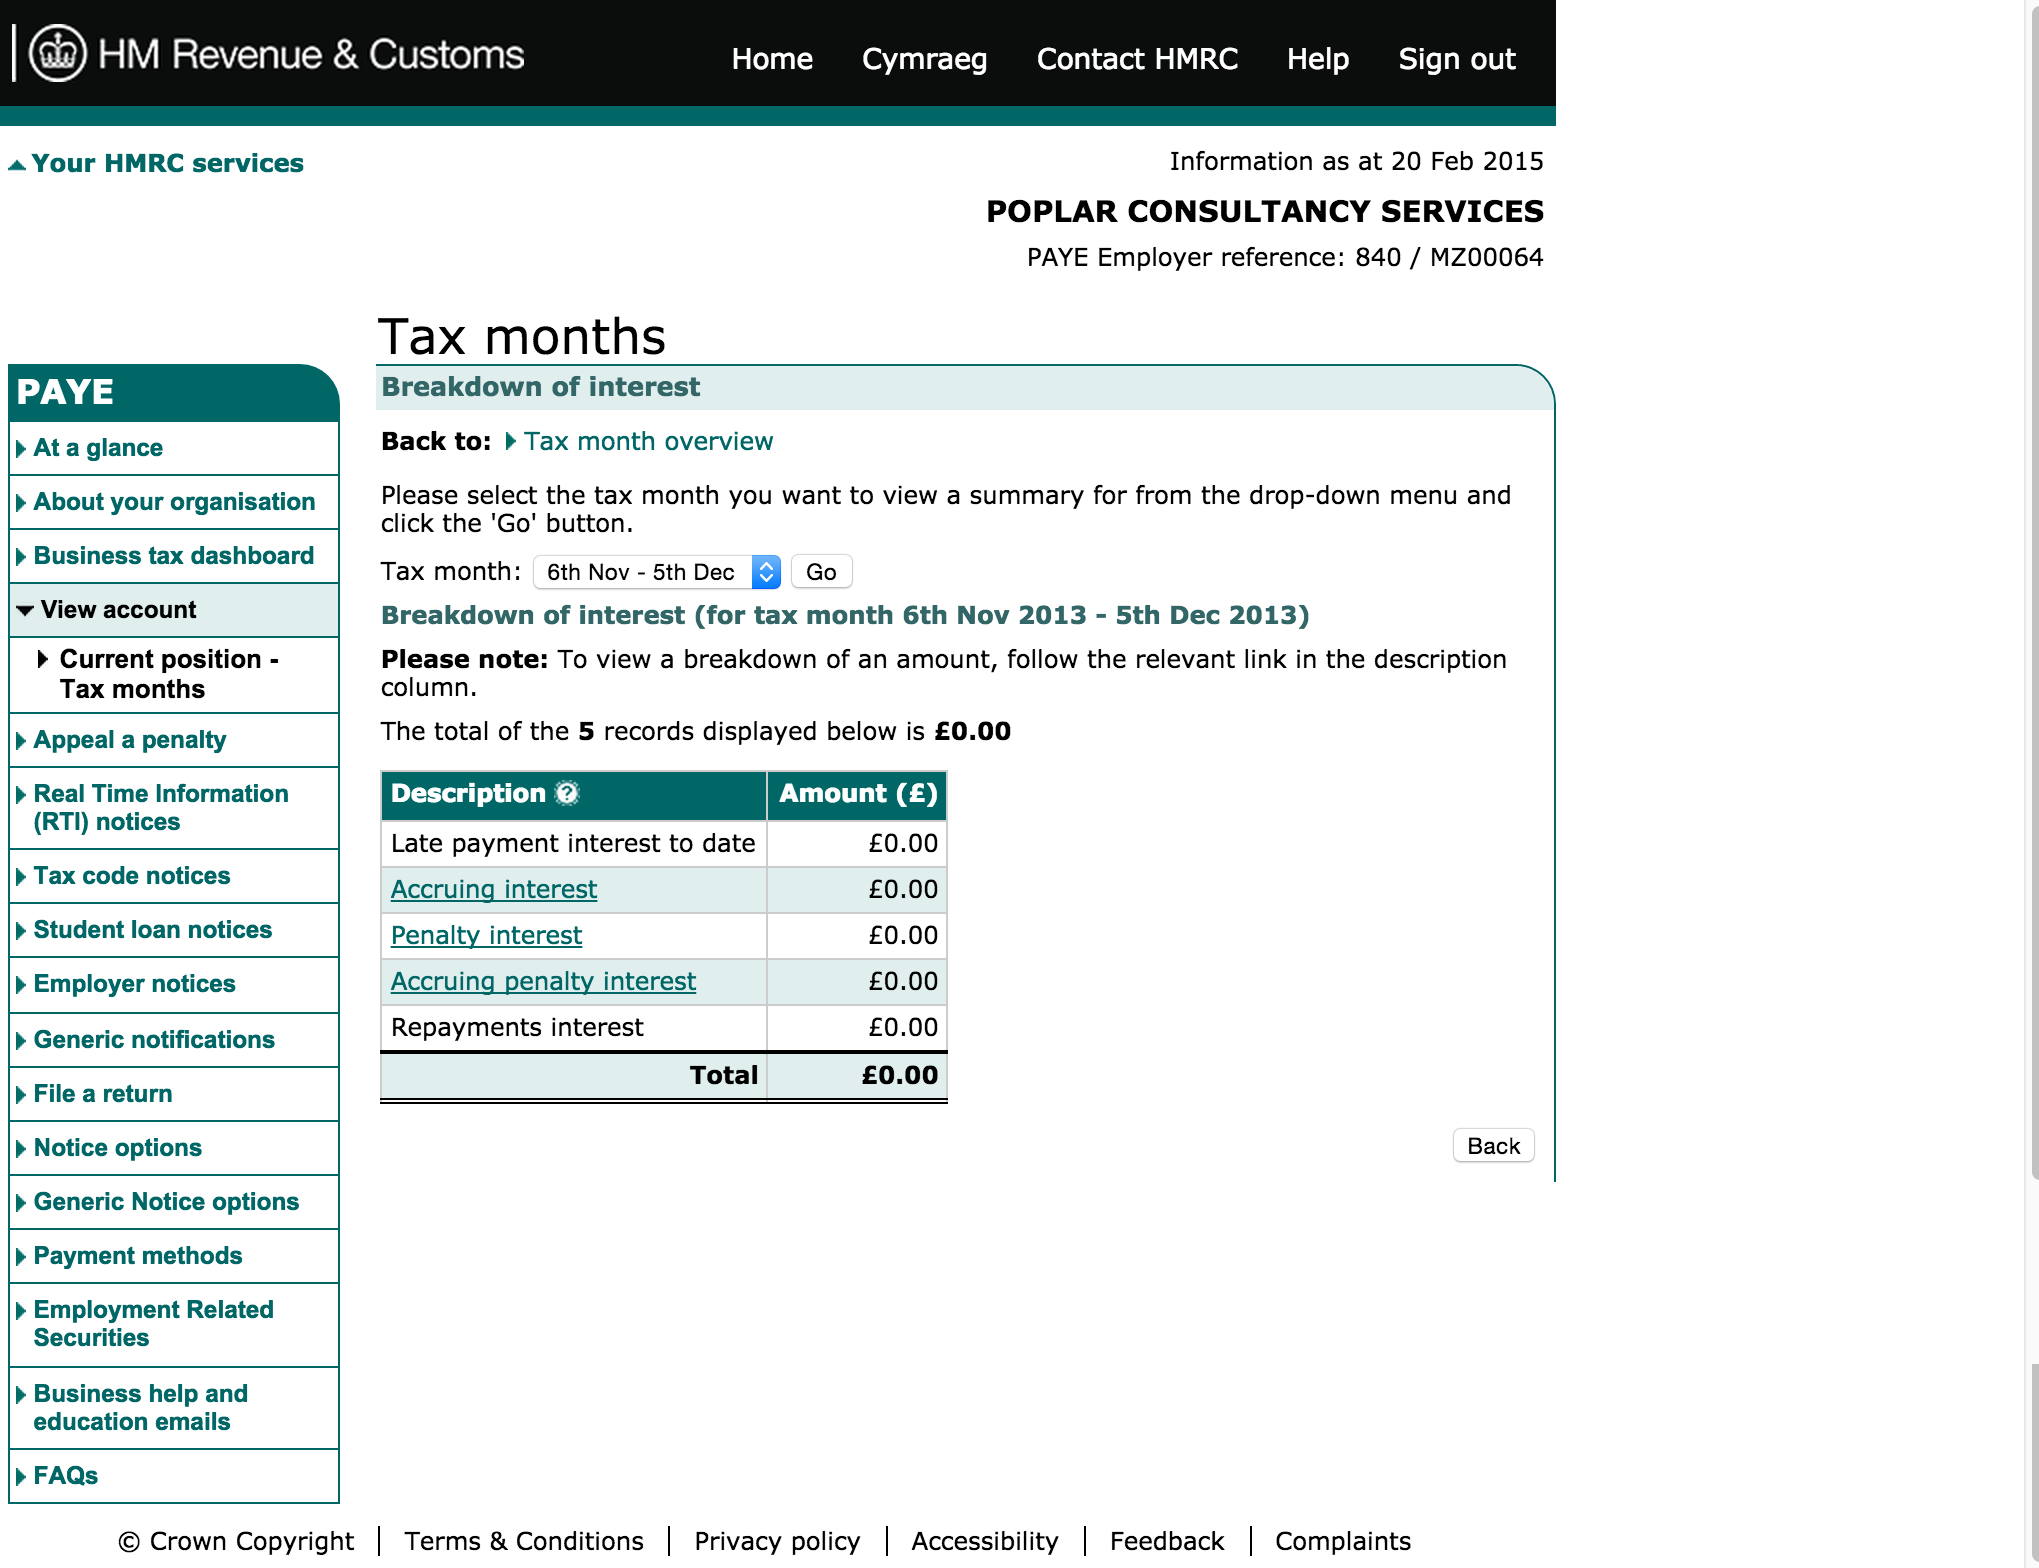 HM Revenue & Customs
Home Cymraeg Contact HMRC Help Sign out
Your HMRC services
Information as at 20 Feb 2015
POPLAR CONSULTANCY SERVICES
PAYE Employer reference: 840 / MZ00064
Tax months
PAYE
At a glance
About your organisation
Business tax dashboard
View account
Current position -
Tax months
Appeal a penalty
Real Time Information
(RTI) notices
Tax code notices
Student loan notices
Employer notices
Generic notifications
File a return
Notice options
Generic Notice options
Payment methods
Employment Related
Securities
Business help and
education emails
FAQs
Breakdown of interest
Back to: Tax month overview
Please select the tax month you want to view a summary for from the drop-down menu and
click the 'Go' button.
Tax month: 6th Nov - 5th Dec Go
Breakdown of interest (for tax month 6th Nov 2013 - 5th Dec 2013)
Please note: To view a breakdown of an amount, follow the relevant link in the description
column.
The total of the 5 records displayed below is £0.00
Description ? Amount (£)
Late payment interest to date £0.00
Accruing interest £0.00
Penalty interest £0.00
Accruing penalty interest £0.00
Repayments interest £0.00
Total £0.00
Back
© Crown Copyright Terms & Conditions Privacy policy Accessibility Feedback Complaints